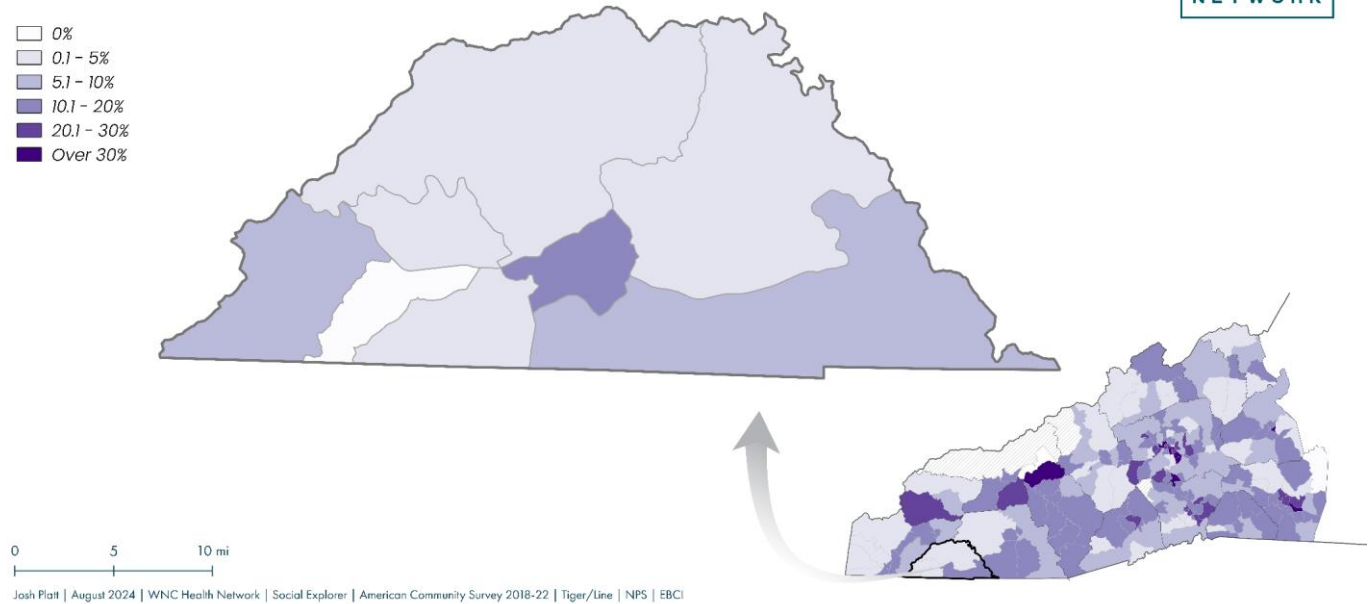 0%
0.1 - 5%
5.1 - 10%
10.1 - 20%
20.1 - 30%
Over 30%
0 5 10 mi
Josh Platt | August 2024 | WNC Health Network | Social Explorer | American Community Survey 2018-22 | Tiger/Line | NPS | EBCI